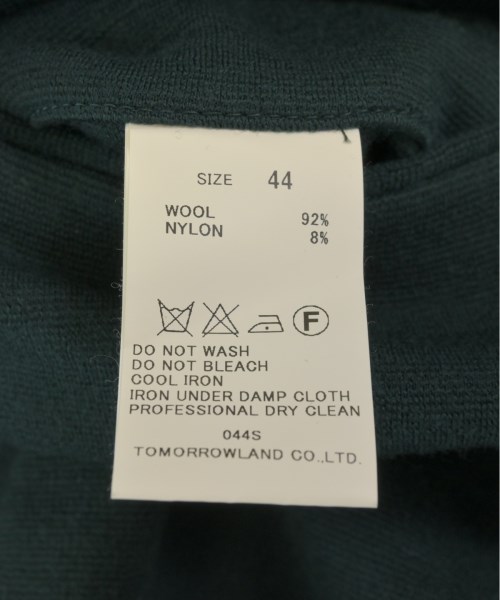 SIZE 44
WOOL 92%
NYLON 8%
F
DO NOT WASH
DO NOT BLEACH
COOL IRON
IRON UNDER DAMP CLOTH
PROFESSIONAL DRY CLEAN
044S
TOMORROWLAND CO.,LTD.